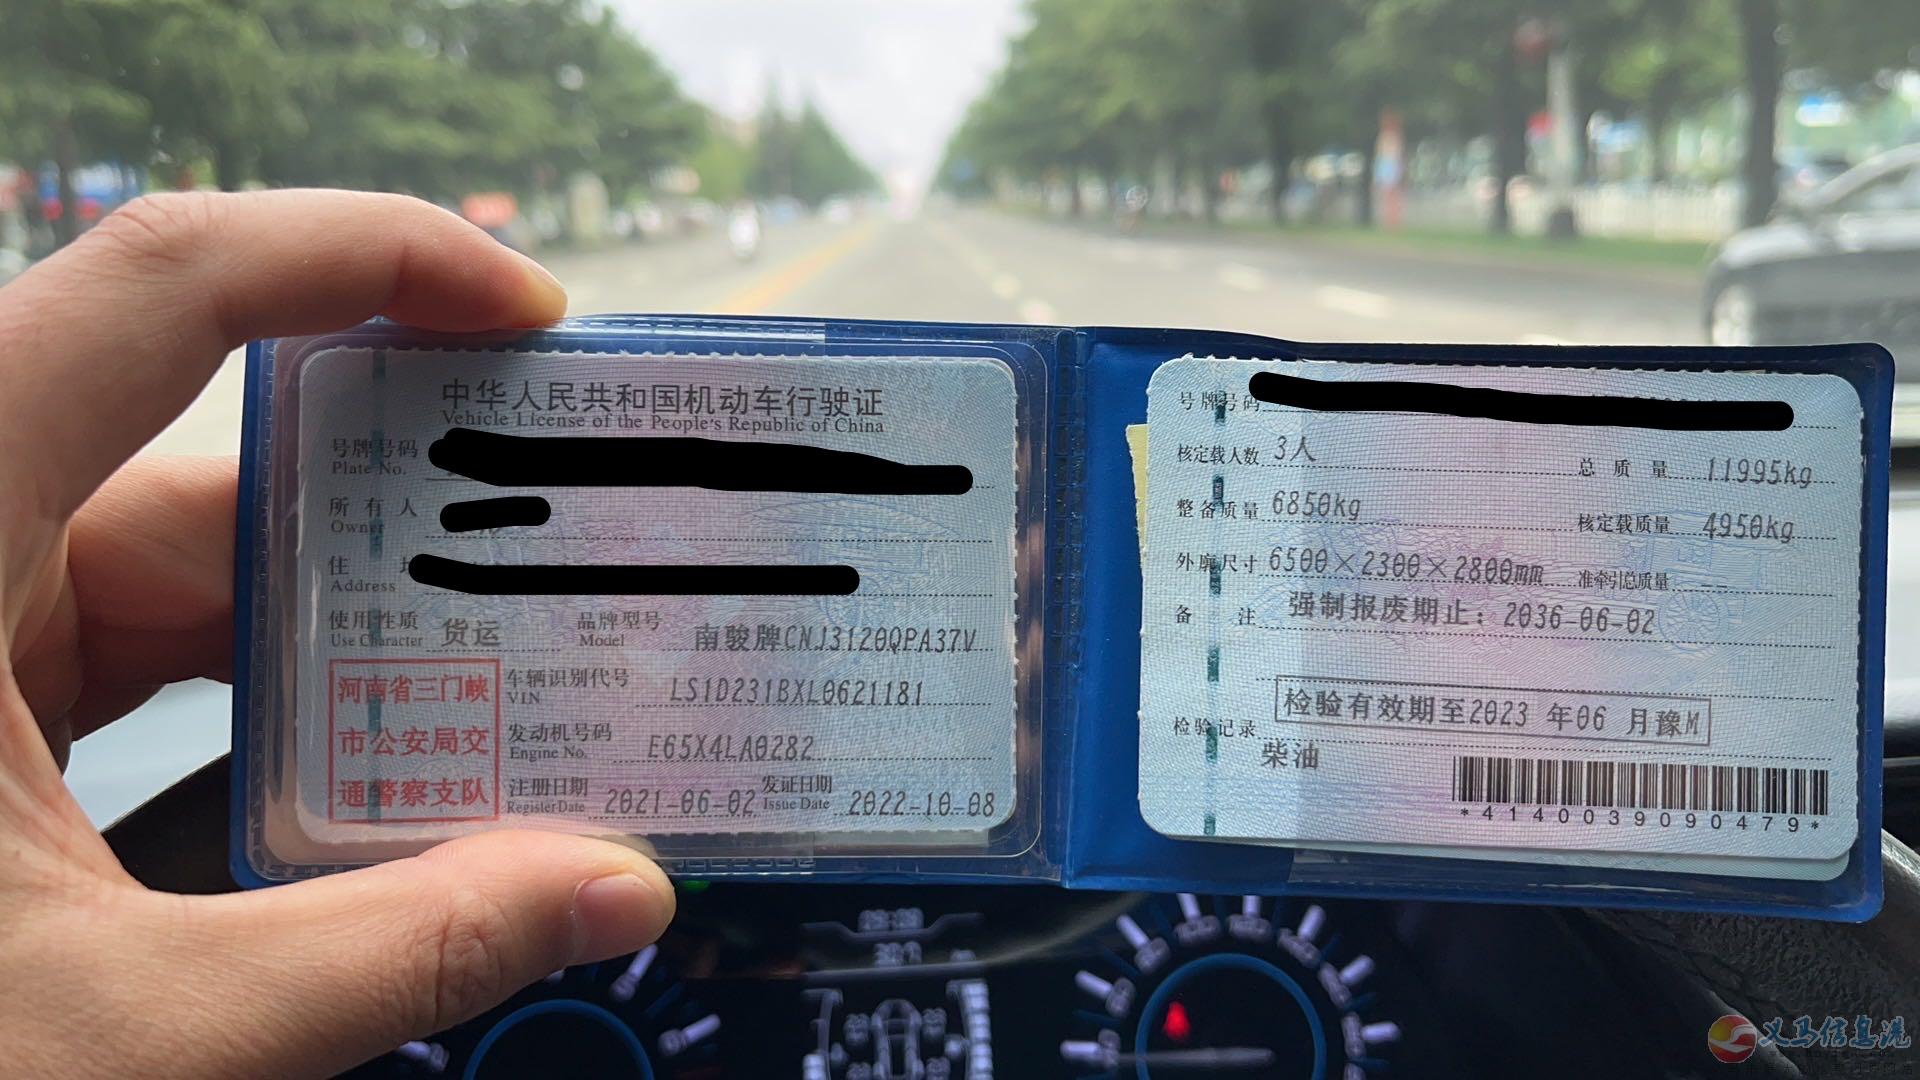 中华人民共和国机动车行驶证
Vehicle License of the People's Republic of China
号牌号码
Plate No.
所有人
Owner
住
Address
使用性质 货运 品牌型号 南骏牌CNJ3120QPA37V
Use Character Model
河南省三门峡
市公安局交
通警察支队
车辆识别代号 LS1D231BXL0621181
VIN
发动机号码 E65X4LA0282
Engine No.
注册日期 2021-06-02 发证日期 2022-10-08
Register Date Issue Date
号牌号码
核定载人数 3人 总质量 11995kg
整备质量 6850kg 核定载质量 4950kg
外廓尺寸 6500×2300×2800mm 准牵引总质量 --
备注 强制报废期止：2036-06-02
检验有效期至2023 年06 月豫M
检验记录
柴油
*4140039090479*
义马信息港